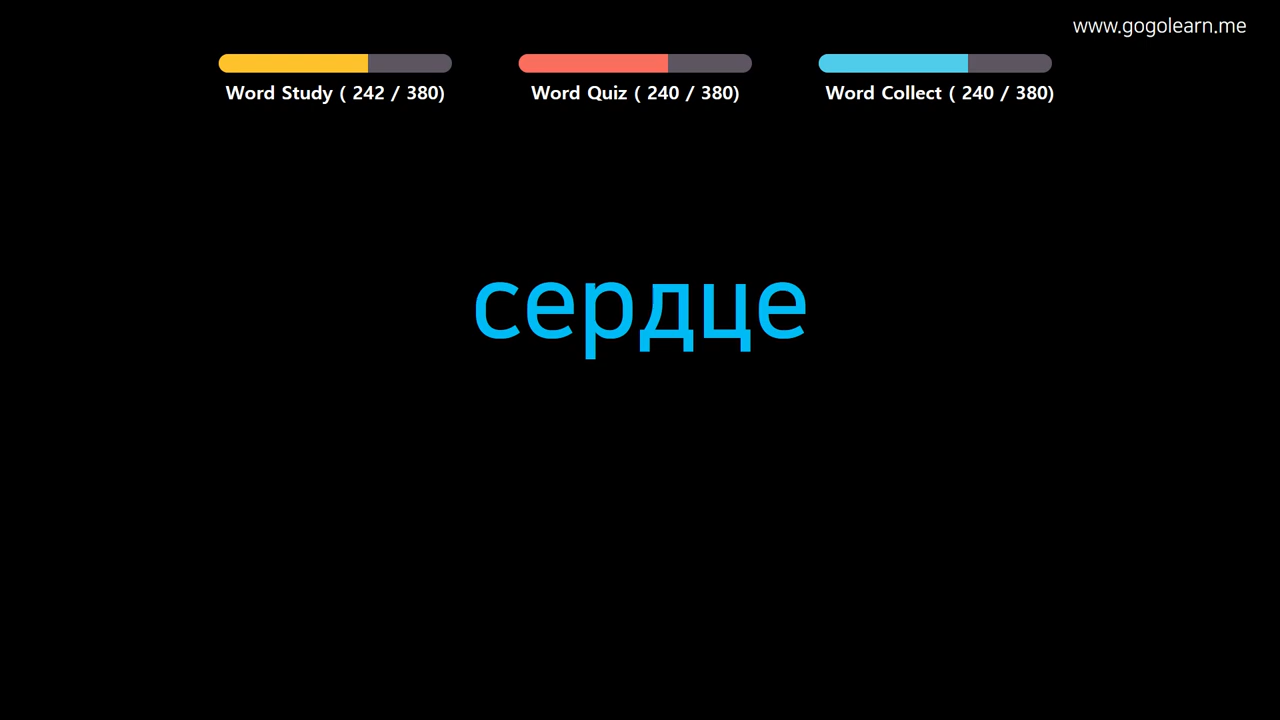 www.gogolearn.me
Word Study ( 242 / 380)
Word Quiz ( 240 / 380)
Word Collect ( 240 / 380)
сердце